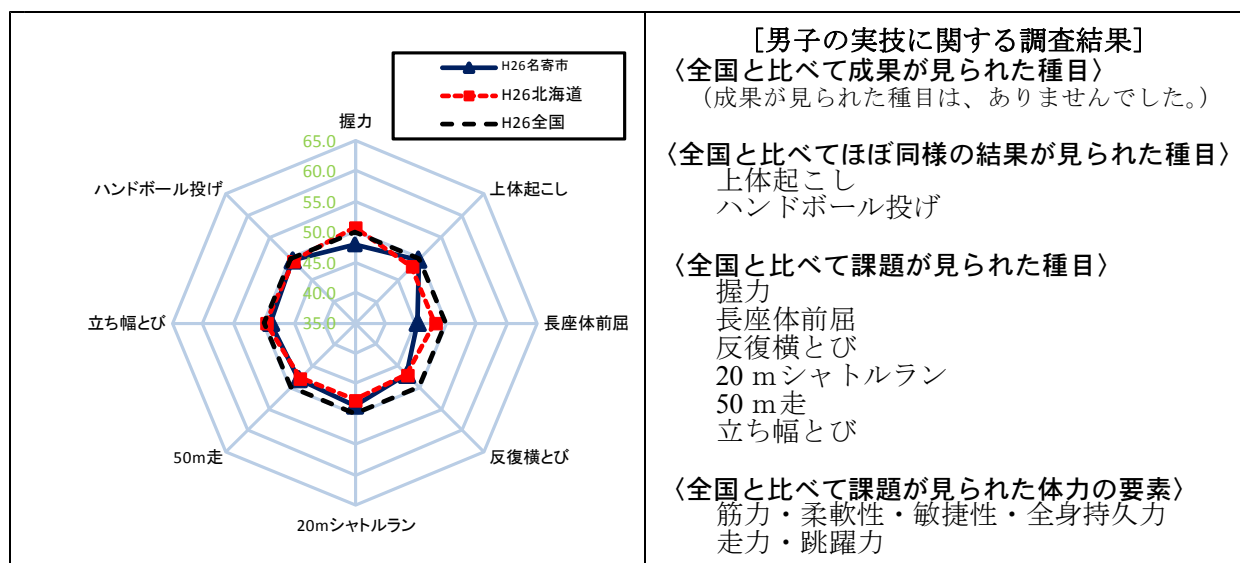 H26名寄市
H26北海道
H26全国
握力
上体起こし
長座体前屈
反復横とび
20mシャトルラン
50m走
立ち幅とび
ハンドボール投げ
65.0
60.0
55.0
50.0
45.0
40.0
35.0
［男子の実技に関する調査結果］
〈全国と比べて成果が見られた種目〉
（成果が見られた種目は、ありませんでした。）
〈全国と比べてほぼ同様の結果が見られた種目〉
上体起こし
ハンドボール投げ
〈全国と比べて課題が見られた種目〉
握力
長座体前屈
反復横とび
20 mシャトルラン
50 m走
立ち幅とび
〈全国と比べて課題が見られた体力の要素〉
筋力・柔軟性・敏捷性・全身持久力
走力・跳躍力